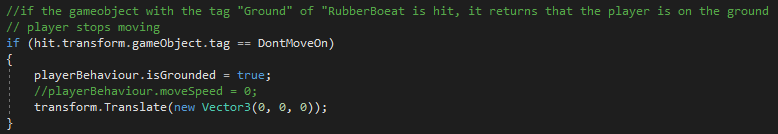 //if the gameobject with the tag "Ground" of "RubberBoeat is hit, it returns that the player is on the ground
// player stops moving
if (hit.transform.gameObject.tag == DontMoveOn)
{
    playerBehaviour.isGrounded = true;
    //playerBehaviour.moveSpeed = 0;
    transform.Translate(new Vector3(0, 0, 0));
}